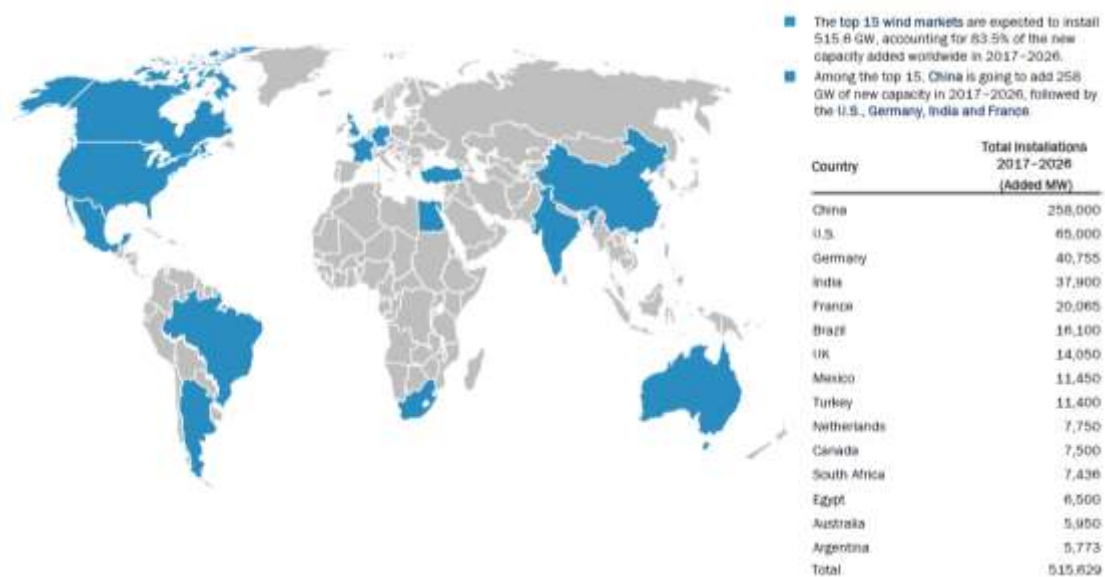 The top 15 wind markets are expected to install
515.6 GW, accounting for 83.5% of the new
capacity added worldwide in 2017–2026.
Among the top 15, China is going to add 258
GW of new capacity in 2017–2026, followed by
the U.S., Germany, India and France
Country
Total Installations
2017–2026
(Added MW)
China 258,000
U.S. 65,000
Germany 40,755
India 37,900
France 20,065
Brazil 16,100
UK 14,050
Mexico 11,450
Turkey 11,400
Netherlands 7,750
Canada 7,500
South Africa 7,436
Egypt 6,500
Australia 5,950
Argentina 5,773
Total 515,629